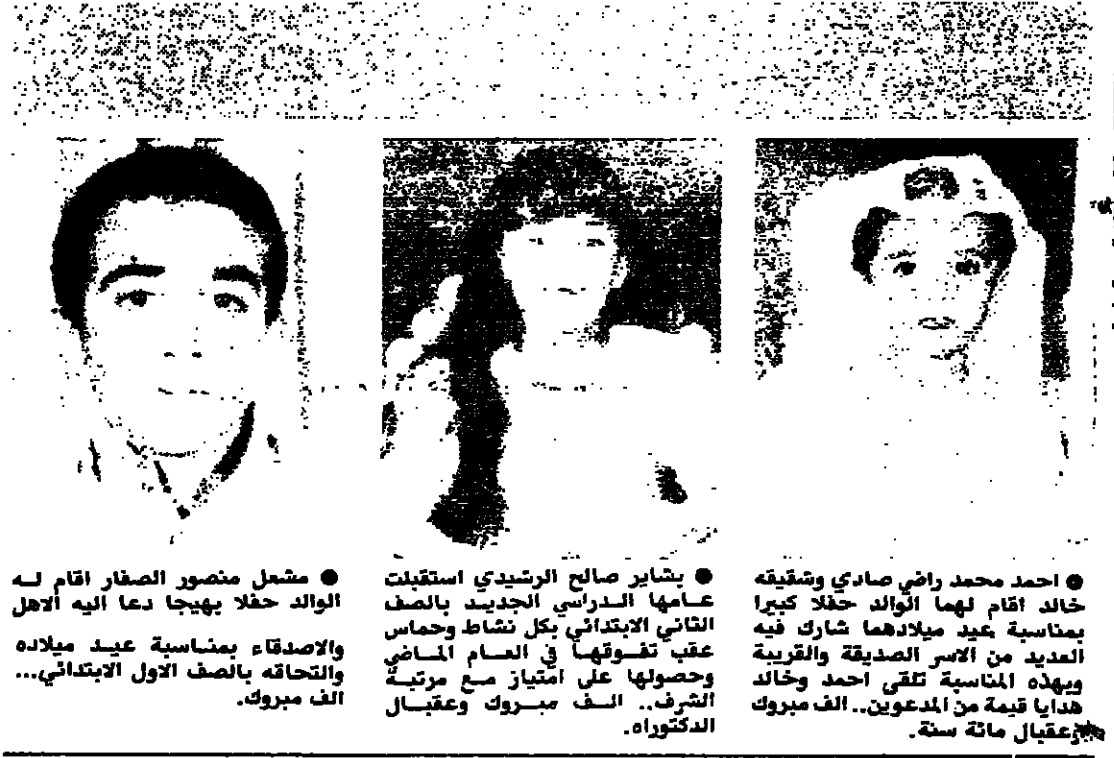 ● احمد محمد راضي صادي وشقيقه
خالد اقام لهما الوالد حفلا كبيرا
بمناسبة عيد ميلادهما شارك فيه
العديد من الاسر الصديقة والقريبة
وبهذه المناسبة تلقى احمد وخالد
هدايا قيمة من المدعوين.. الف مبروك
وعقبال مائة سنة.
● بشاير صالح الرشيدي استقبلت
عامها الدراسي الجديد بالصف
الثاني الابتدائي بكل نشاط وحماس
عقب تفوقها في العام الماضي
وحصولها على امتياز مع مرتبة
الشرف.. الف مبروك وعقبال
الدكتوراه.
● مشعل منصور الصفار اقام له
الوالد حفلا بهيجا دعا اليه الاهل
والاصدقاء بمناسبة عيد ميلاده
والتحاقه بالصف الاول الابتدائي...
الف مبروك.